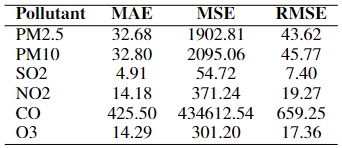 Pollutant MAE MSE RMSE
PM2.5 32.68 1902.81 43.62
PM10 32.80 2095.06 45.77
SO2 4.91 54.72 7.40
NO2 14.18 371.24 19.27
CO 425.50 434612.54 659.25
O3 14.29 301.20 17.36